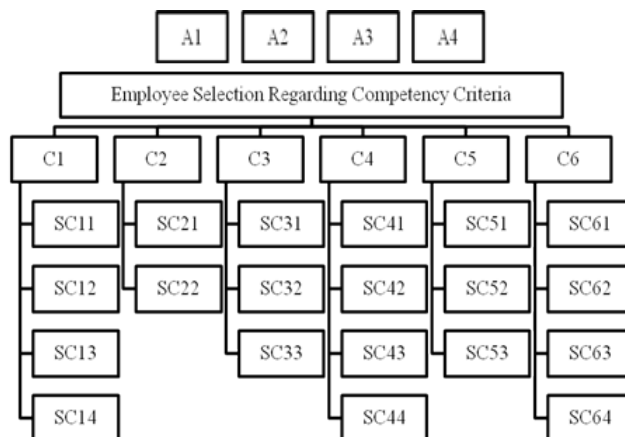 A1 A2 A3 A4
Employee Selection Regarding Competency Criteria
C1 C2 C3 C4 C5 C6
SC11 SC21 SC31 SC41 SC51 SC61
SC12 SC22 SC32 SC42 SC52 SC62
SC13 SC33 SC43 SC53 SC63
SC14 SC44 SC64